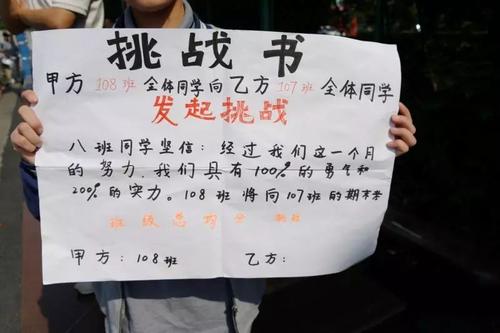 挑战书
甲方108班全体同学向乙方107班全体同学
发起挑战
八班同学坚信：经过我们这一个月
的努力，我们具有100%的勇气和
200%的实力。108班将向107班的期末考
班级总均分 挑战
甲方：108班 乙方：